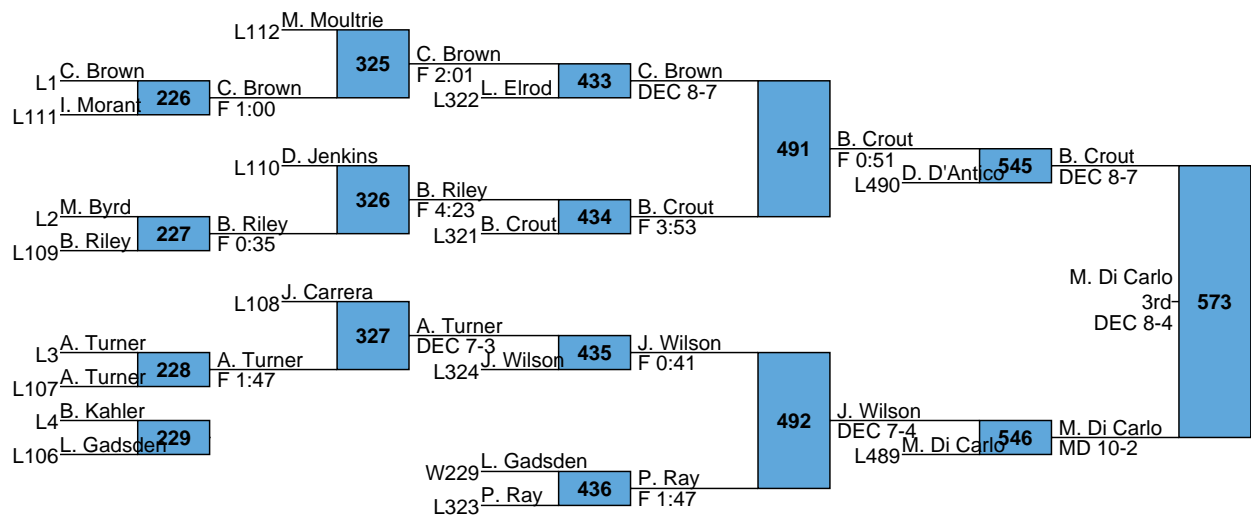 M. Moultrie
L112
325
C. Brown
F 2:01
C. Brown
L1
226
C. Brown
F 1:00
I. Morant
L111
433
C. Brown
DEC 8-7
L. Elrod
L322
491
B. Crout
F 0:51
D. Jenkins
L110
326
B. Riley
F 4:23
M. Byrd
L2
227
B. Riley
F 0:35
B. Riley
L109
434
B. Crout
F 3:53
B. Crout
L321
545
B. Crout
DEC 8-7
D. D'Antico
L490
J. Carrera
L108
327
A. Turner
DEC 7-3
A. Turner
L3
228
A. Turner
F 1:47
A. Turner
L107
435
J. Wilson
F 0:41
J. Wilson
L324
M. Di Carlo
3rd
DEC 8-4
573
B. Kahler
L4
229
L. Gadsden
L106
492
J. Wilson
DEC 7-4
546
M. Di Carlo
MD 10-2
M. Di Carlo
L489
L. Gadsden
W229
436
P. Ray
F 1:47
P. Ray
L323